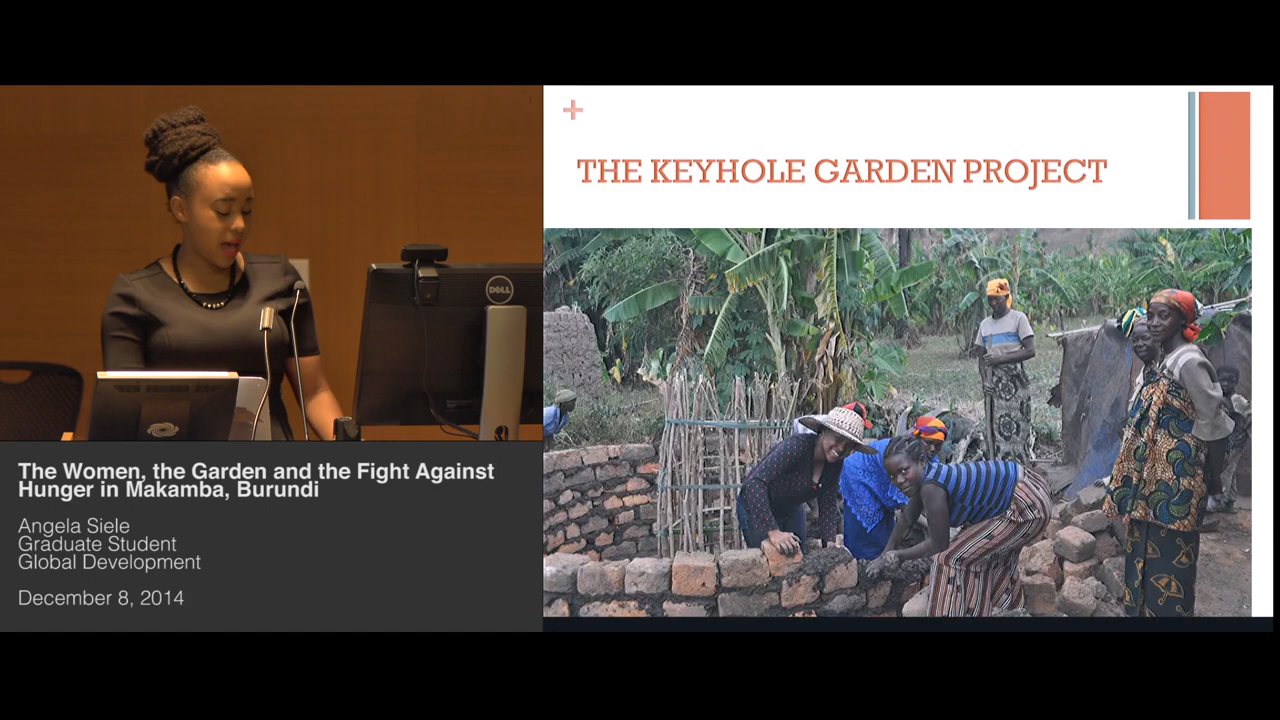 DELL
The Women, the Garden and the Fight Against
Hunger in Makamba, Burundi
Angela Siele
Graduate Student
Global Development
December 8, 2014
+
THE KEYHOLE GARDEN PROJECT